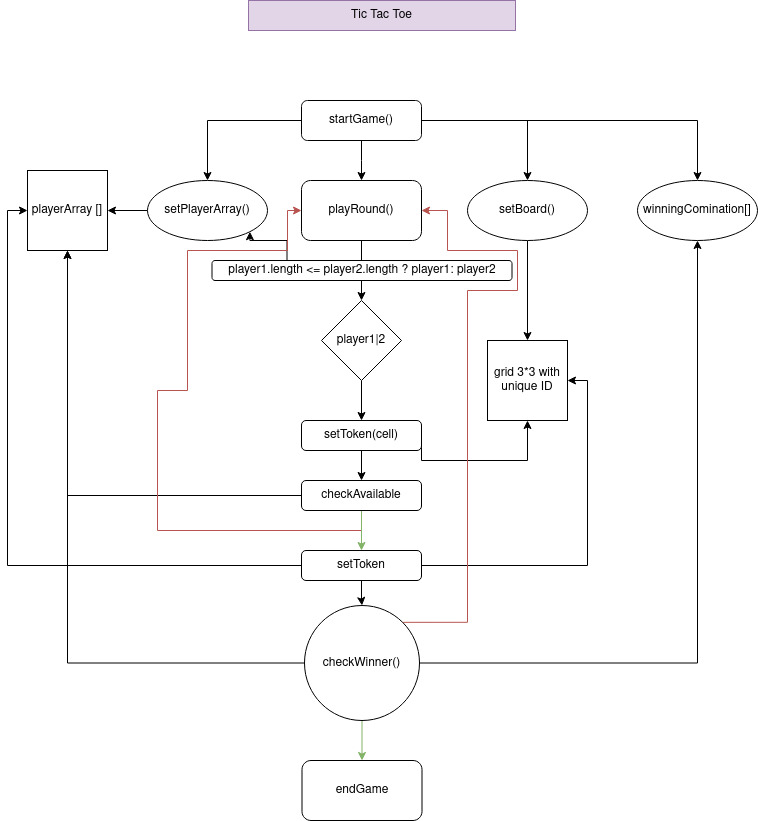 Tic Tac Toe
startGame()
playerArray []
setPlayerArray()
playRound()
setBoard()
winningComination[]
player1.length <= player2.length ? player1: player2
player1|2
grid 3*3 with
unique ID
setToken(cell)
checkAvailable
setToken
checkWinner()
endGame